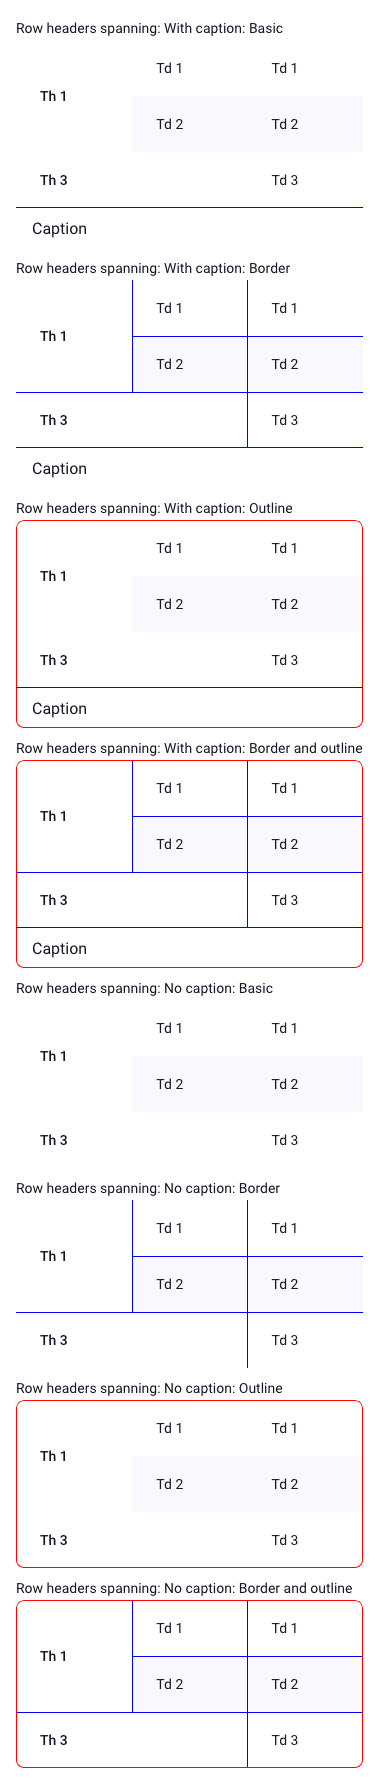 Row headers spanning: With caption: Basic
Td 1 Td 1
Th 1
Td 2 Td 2
Th 3 Td 3
Caption
Row headers spanning: With caption: Border
Td 1 Td 1
Th 1
Td 2 Td 2
Th 3 Td 3
Caption
Row headers spanning: With caption: Outline
Td 1 Td 1
Th 1
Td 2 Td 2
Th 3 Td 3
Caption
Row headers spanning: With caption: Border and outline
Td 1 Td 1
Th 1
Td 2 Td 2
Th 3 Td 3
Caption
Row headers spanning: No caption: Basic
Td 1 Td 1
Th 1
Td 2 Td 2
Th 3 Td 3
Row headers spanning: No caption: Border
Td 1 Td 1
Th 1
Td 2 Td 2
Th 3 Td 3
Row headers spanning: No caption: Outline
Td 1 Td 1
Th 1
Td 2 Td 2
Th 3 Td 3
Row headers spanning: No caption: Border and outline
Td 1 Td 1
Th 1
Td 2 Td 2
Th 3 Td 3